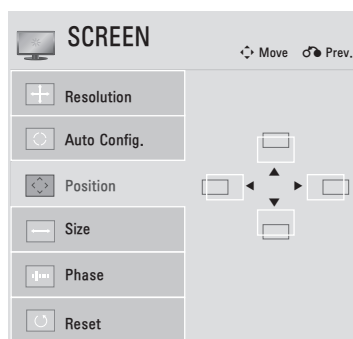 SCREEN
Move Prev.
Resolution
Auto Config.
Position
Size
Phase
Reset